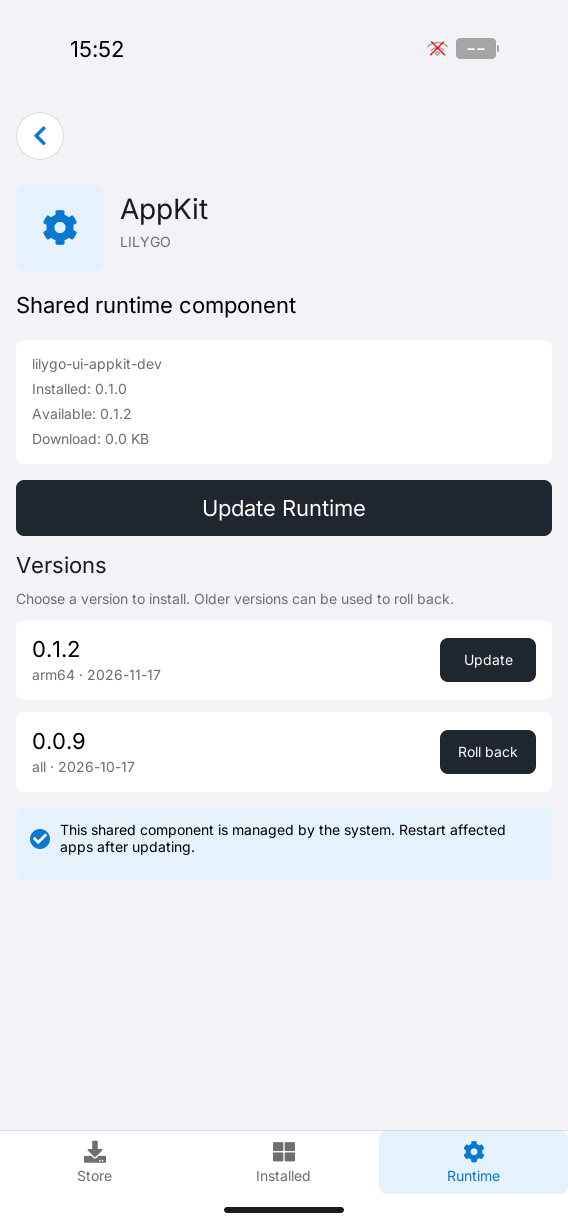 15:52
AppKit
LILYGO
Shared runtime component
lilygo-ui-appkit-dev
Installed: 0.1.0
Available: 0.1.2
Download: 0.0 KB
Update Runtime
Versions
Choose a version to install. Older versions can be used to roll back.
0.1.2
arm64 · 2026-11-17
Update
0.0.9
all · 2026-10-17
Roll back
This shared component is managed by the system. Restart affected
apps after updating.
Store
Installed
Runtime